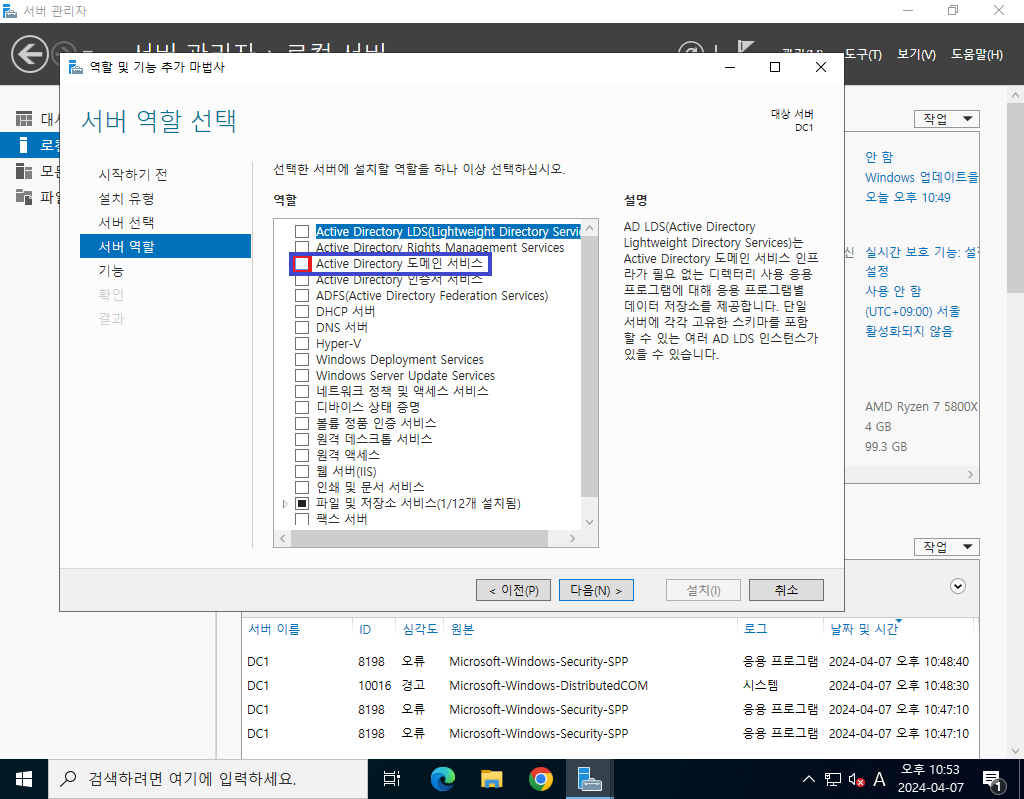 서버 관리자
관리(M) 도구(T) 보기(V) 도움말(H)
역할 및 기능 추가 마법사
서버 역할 선택
대상 서버
DC1
작업
시작하기 전
설치 유형
서버 선택
서버 역할
기능
확인
결과
선택한 서버에 설치할 역할을 하나 이상 선택하십시오.
역할
Active Directory LDS(Lightweight Directory
Active Directory Rights Management Services
Active Directory 도메인 서비스
Active Directory 인증서 서비스
ADFS(Active Directory Federation Services)
DHCP 서버
DNS 서버
Hyper-V
Windows Deployment Services
Windows Server Update Services
네트워크 정책 및 액세스 서비스
디바이스 상태 증명
볼륨 정품 인증 서비스
원격 데스크톱 서비스
원격 액세스
웹 서버(IIS)
인쇄 및 문서 서비스
파일 및 저장소 서비스(1/12개 설치됨)
팩스 서버
설명
AD LDS(Active Directory
Lightweight Directory Services)는
Active Directory 도메인 서비스 인프
라가 필요 없는 디렉터리 사용 응용
프로그램에 대해 응용 프로그램별
데이터 저장소를 제공합니다. 단일
서버에 각각 고유한 스키마를 포함
할 수 있는 여러 AD LDS 인스턴스가
있을 수 있습니다.
안 함
Windows 업데이트를
오늘 오후 10:49
실시간 보호 기능:
설정
사용 안 함
(UTC+09:00) 서울
활성화되지 않음
AMD Ryzen 7 5800X
4 GB
99.3 GB
< 이전(P) 다음(N) > 설치(I) 취소
작업
서버 이름 ID 심각도 원본 로그 날짜 및 시간
DC1 8198 오류 Microsoft-Windows-Security-SPP 응용 프로그램 2024-04-07 오후 10:48:40
DC1 10016 경고 Microsoft-Windows-DistributedCOM 시스템 2024-04-07 오후 10:48:30
DC1 8198 오류 Microsoft-Windows-Security-SPP 응용 프로그램 2024-04-07 오후 10:47:10
DC1 8198 오류 Microsoft-Windows-Security-SPP 응용 프로그램 2024-04-07 오후 10:47:10
검색하려면 여기에 입력하세요.
A
오후 10:53
2024-04-07
1